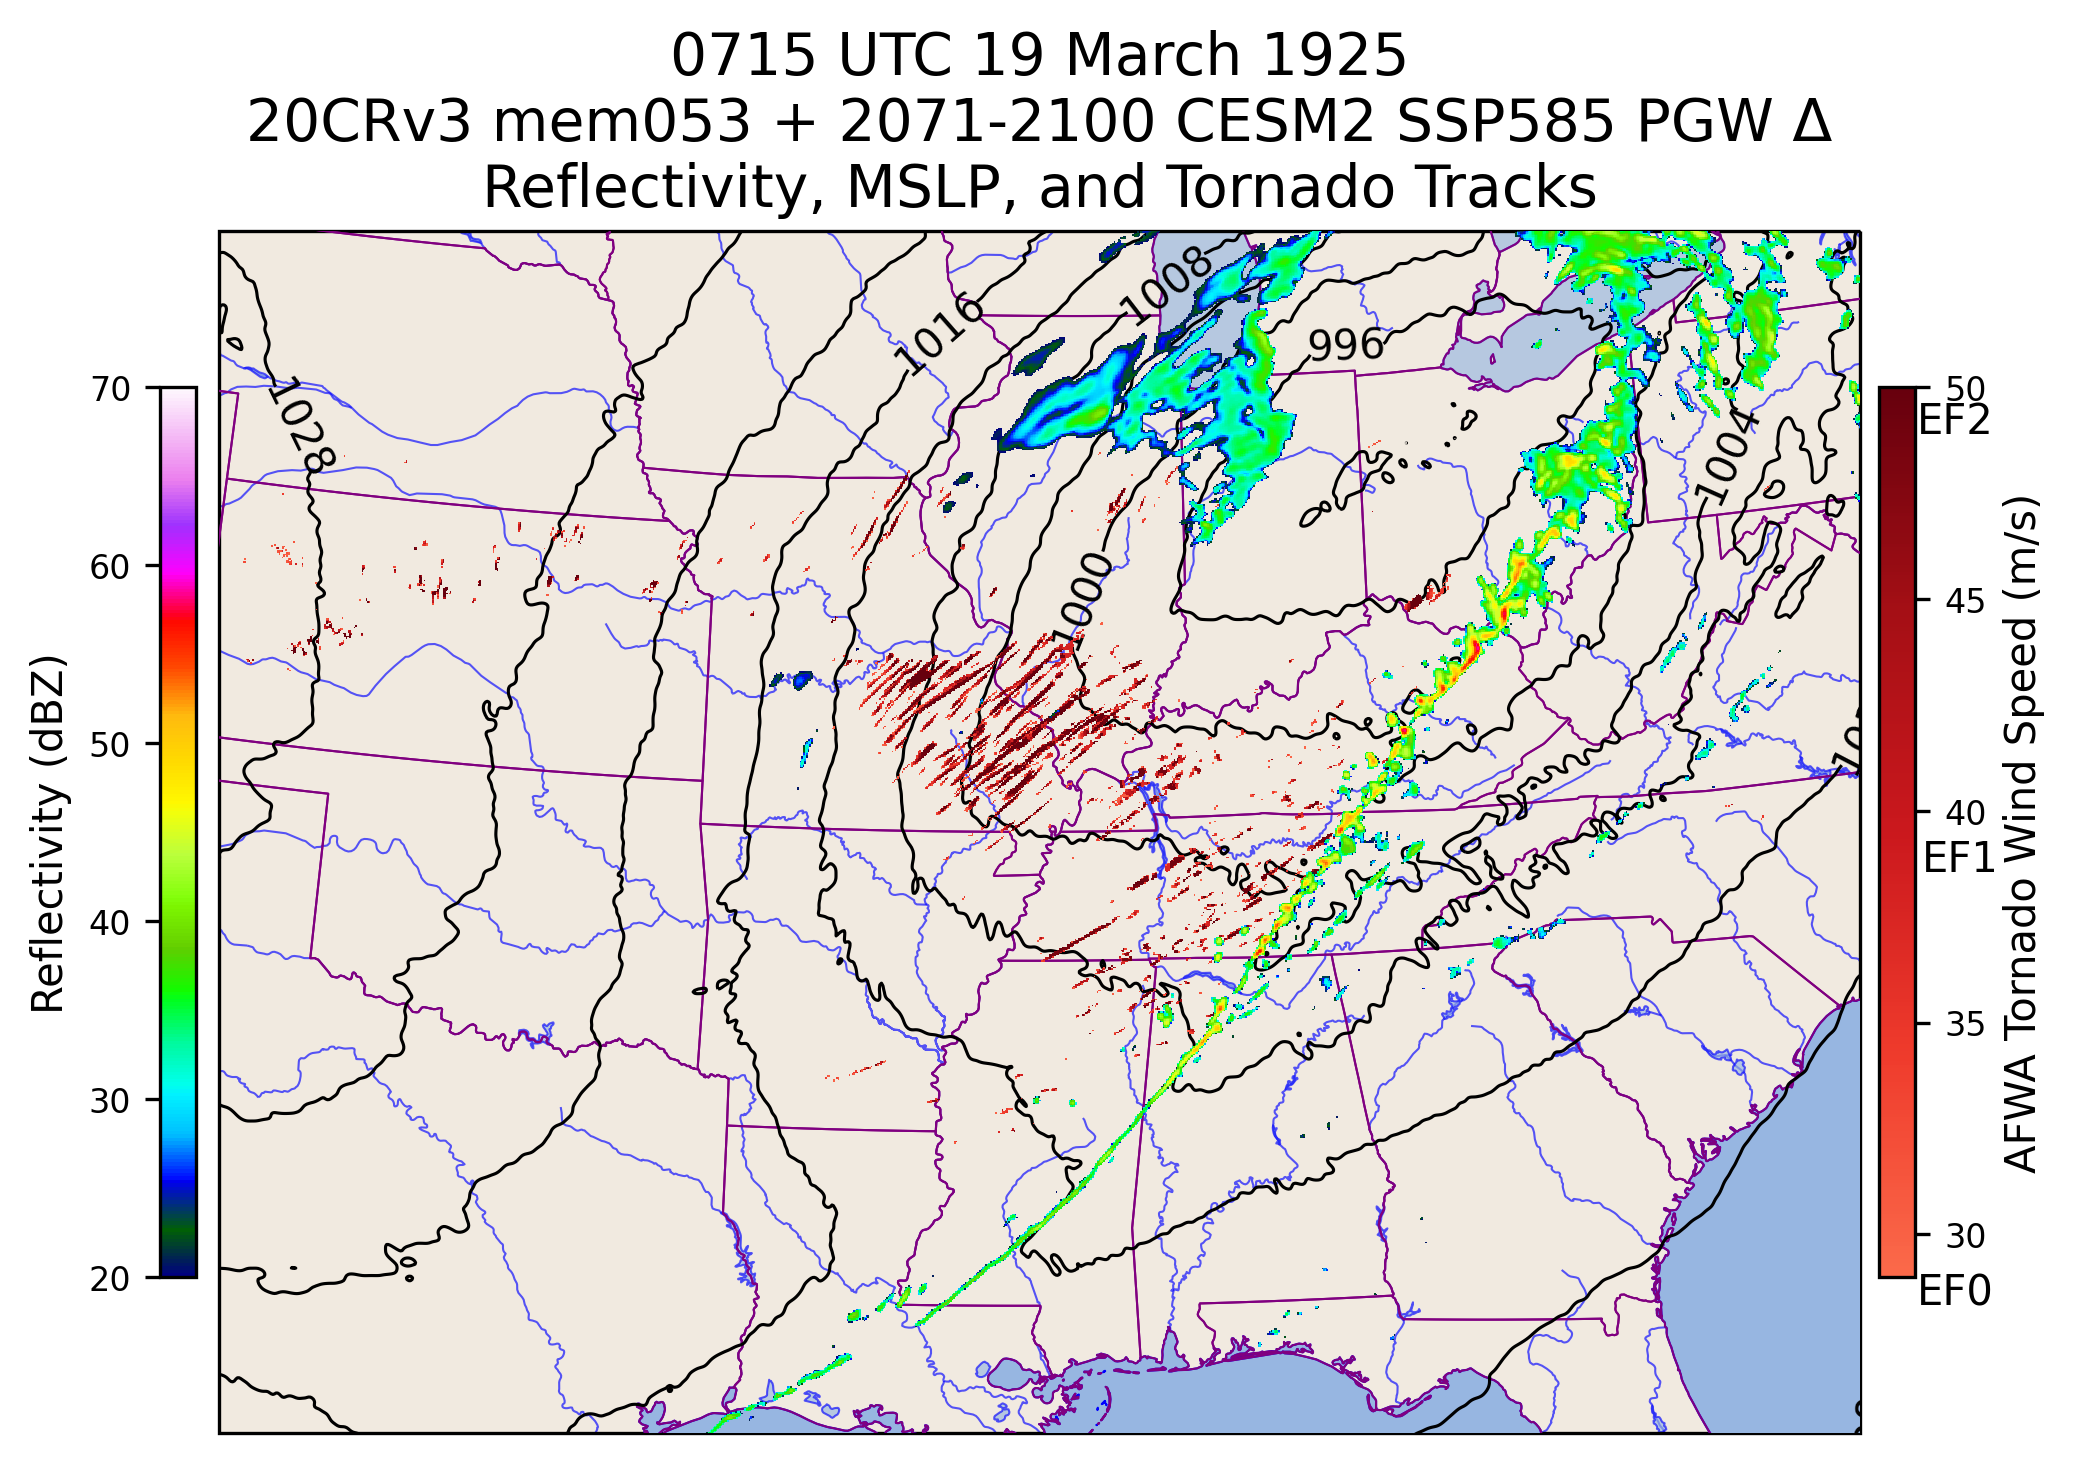 0715 UTC 19 March 1925
20CRv3 mem053 + 2071-2100 CESM2 SSP585 PGW Δ
Reflectivity, MSLP, and Tornado Tracks
1008
1016
996
1028
1004
1000
70
60
50
40
30
20
Reflectivity (dBZ)
50
EF2
45
40
EF1
35
30
EF0
AFWA Tornado Wind Speed (m/s)